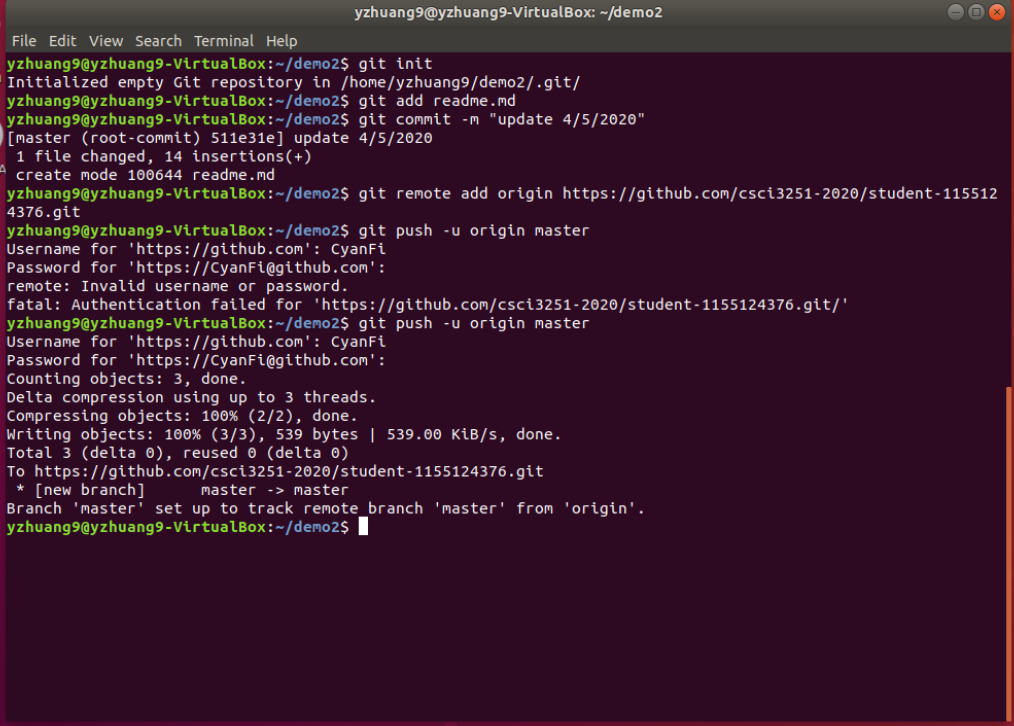 yzhuang9@yzhuang9-VirtualBox: ~/demo2
File Edit View Search Terminal Help
yzhuang9@yzhuang9-VirtualBox:~/demo2$ git init
Initialized empty Git repository in /home/yzhuang9/demo2/.git/
yzhuang9@yzhuang9-VirtualBox:~/demo2$ git add readme.md
yzhuang9@yzhuang9-VirtualBox:~/demo2$ git commit -m "update 4/5/2020"
[master (root-commit) 511e31e] update 4/5/2020
 1 file changed, 14 insertions(+)
 create mode 100644 readme.md
yzhuang9@yzhuang9-VirtualBox:~/demo2$ git remote add origin https://github.com/csci3251-2020/student-115512
4376.git
yzhuang9@yzhuang9-VirtualBox:~/demo2$ git push -u origin master
Username for 'https://github.com': CyanFi
Password for 'https://CyanFi@github.com':
remote: Invalid username or password.
fatal: Authentication failed for 'https://github.com/csci3251-2020/student-1155124376.git/'
yzhuang9@yzhuang9-VirtualBox:~/demo2$ git push -u origin master
Username for 'https://github.com': CyanFi
Password for 'https://CyanFi@github.com':
Counting objects: 3, done.
Delta compression using up to 3 threads.
Compressing objects: 100% (2/2), done.
Writing objects: 100% (3/3), 539 bytes | 539.00 KiB/s, done.
Total 3 (delta 0), reused 0 (delta 0)
To https://github.com/csci3251-2020/student-1155124376.git
 * [new branch]      master -> master
Branch 'master' set up to track remote branch 'master' from 'origin'.
yzhuang9@yzhuang9-VirtualBox:~/demo2$